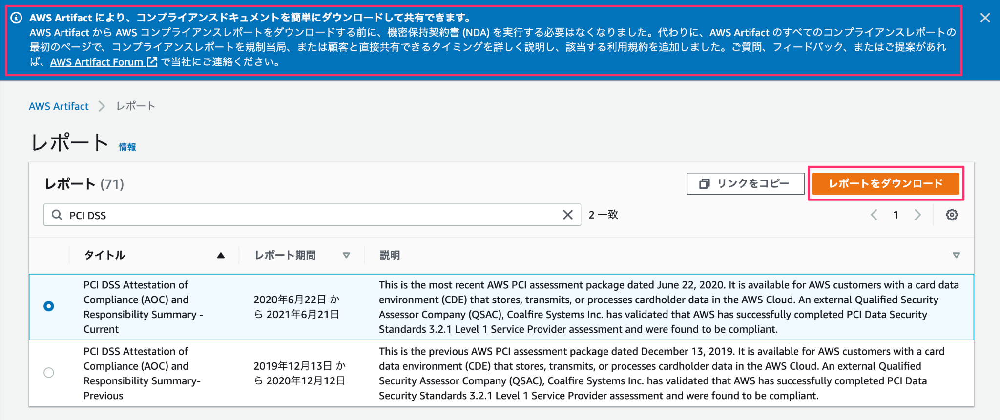 AWS Artifact により、コンプライアンスドキュメントを簡単にダウンロードして共有できます。
AWS Artifact から AWS コンプライアンスレポートをダウンロードする前に、機密保持契約書 (NDA) を実行する必要はなくなりました。代わりに、AWS Artifact のすべてのコンプライアンスレポートの
最初のページで、コンプライアンスレポートを規制当局、または顧客と直接共有できるタイミングを詳しく説明し、該当する利用規約を追加しました。ご質問、フィードバック、またはご提案があれ
ば、AWS Artifact Forum で当社にご連絡ください。
AWS Artifact レポート
レポート 情報
レポート (71) リンクをコピー レポートをダウンロード
PCI DSS 2 一致 1
タイトル レポート期間 説明
PCI DSS Attestation of
Compliance (AOC) and
Responsibility Summary -
Current
2020年6月22日 か
ら 2021年6月21日
This is the most recent AWS PCI assessment package dated June 22, 2020. It is available for AWS customers with a card data
environment (CDE) that stores, transmits, or processes cardholder data in the AWS Cloud. An external Qualified Security
Assessor Company (QSAC), Coalfire Systems Inc. has validated that AWS has successfully completed PCI Data Security
Standards 3.2.1 Level 1 Service Provider assessment and were found to be compliant.
PCI DSS Attestation of
Compliance (AOC) and
Responsibility Summary-
Previous
2019年12月13日 か
ら 2020年12月12日
This is the previous AWS PCI assessment package dated December 13, 2019. It is available for AWS customers with a card
data environment (CDE) that stores, transmits, or processes cardholder data in the AWS Cloud. An external Qualified
Security Assessor Company (QSAC), Coalfire Systems Inc. has validated that AWS has successfully completed PCI Data
Security Standards 3.2.1 Level 1 Service Provider assessment and were found to be compliant.